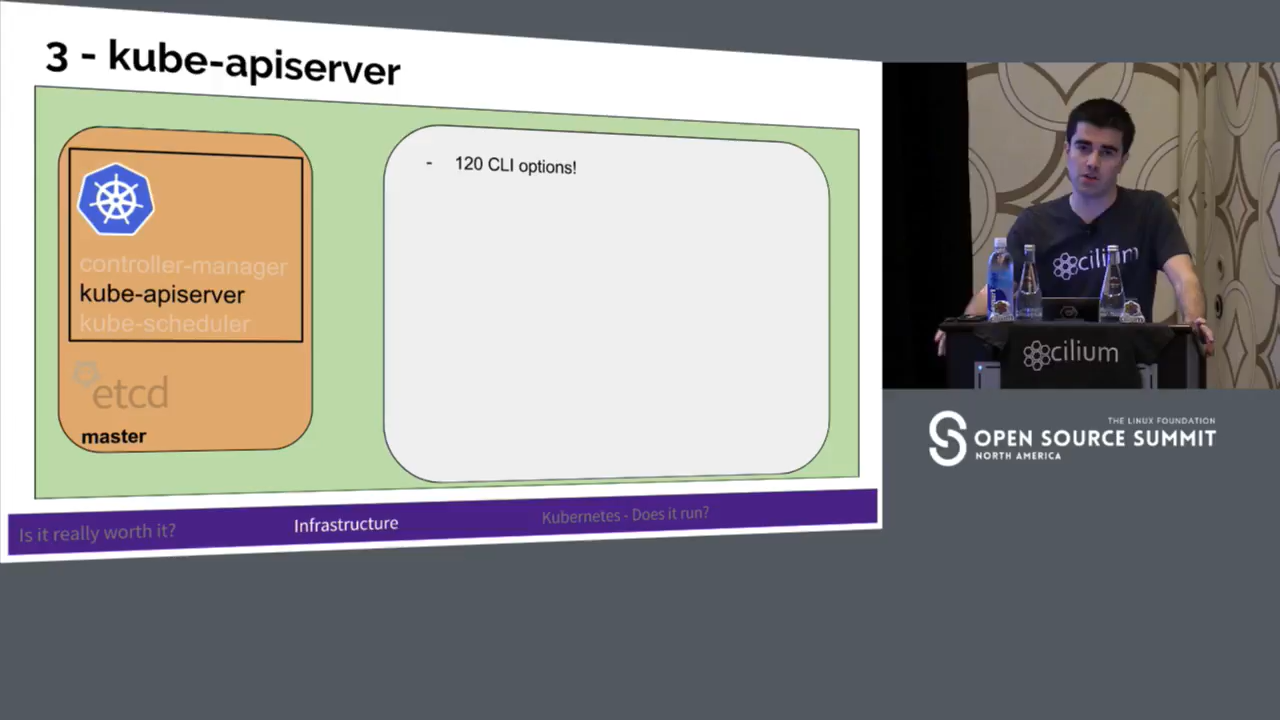 3 - kube-apiserver
- 120 CLI options!
controller-manager
kube-apiserver
kube-scheduler
etcd
master
Is it really worth it?
Infrastructure
Kubernetes - Does it run?
cilium
cilium
THE LINUX FOUNDATION
OPEN SOURCE SUMMIT
NORTH AMERICA